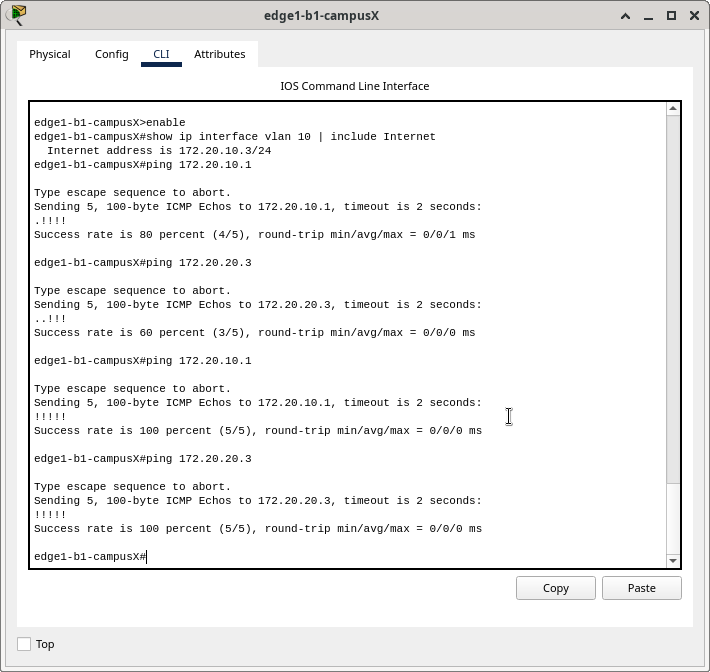 edge1-b1-campusX
Physical Config CLI Attributes
IOS Command Line Interface
edge1-b1-campusX>enable
edge1-b1-campusX#show ip interface vlan 10 | include Internet
  Internet address is 172.20.10.3/24
edge1-b1-campusX#ping 172.20.10.1
Type escape sequence to abort.
Sending 5, 100-byte ICMP Echos to 172.20.10.1, timeout is 2 seconds:
.!!!!
Success rate is 80 percent (4/5), round-trip min/avg/max = 0/0/1 ms
edge1-b1-campusX#ping 172.20.20.3
Type escape sequence to abort.
Sending 5, 100-byte ICMP Echos to 172.20.20.3, timeout is 2 seconds:
..!!!
Success rate is 60 percent (3/5), round-trip min/avg/max = 0/0/0 ms
edge1-b1-campusX#ping 172.20.10.1
Type escape sequence to abort.
Sending 5, 100-byte ICMP Echos to 172.20.10.1, timeout is 2 seconds:
!!!!!
Success rate is 100 percent (5/5), round-trip min/avg/max = 0/0/0 ms
edge1-b1-campusX#ping 172.20.20.3
Type escape sequence to abort.
Sending 5, 100-byte ICMP Echos to 172.20.20.3, timeout is 2 seconds:
!!!!!
Success rate is 100 percent (5/5), round-trip min/avg/max = 0/0/0 ms
edge1-b1-campusX#
Copy Paste
Top